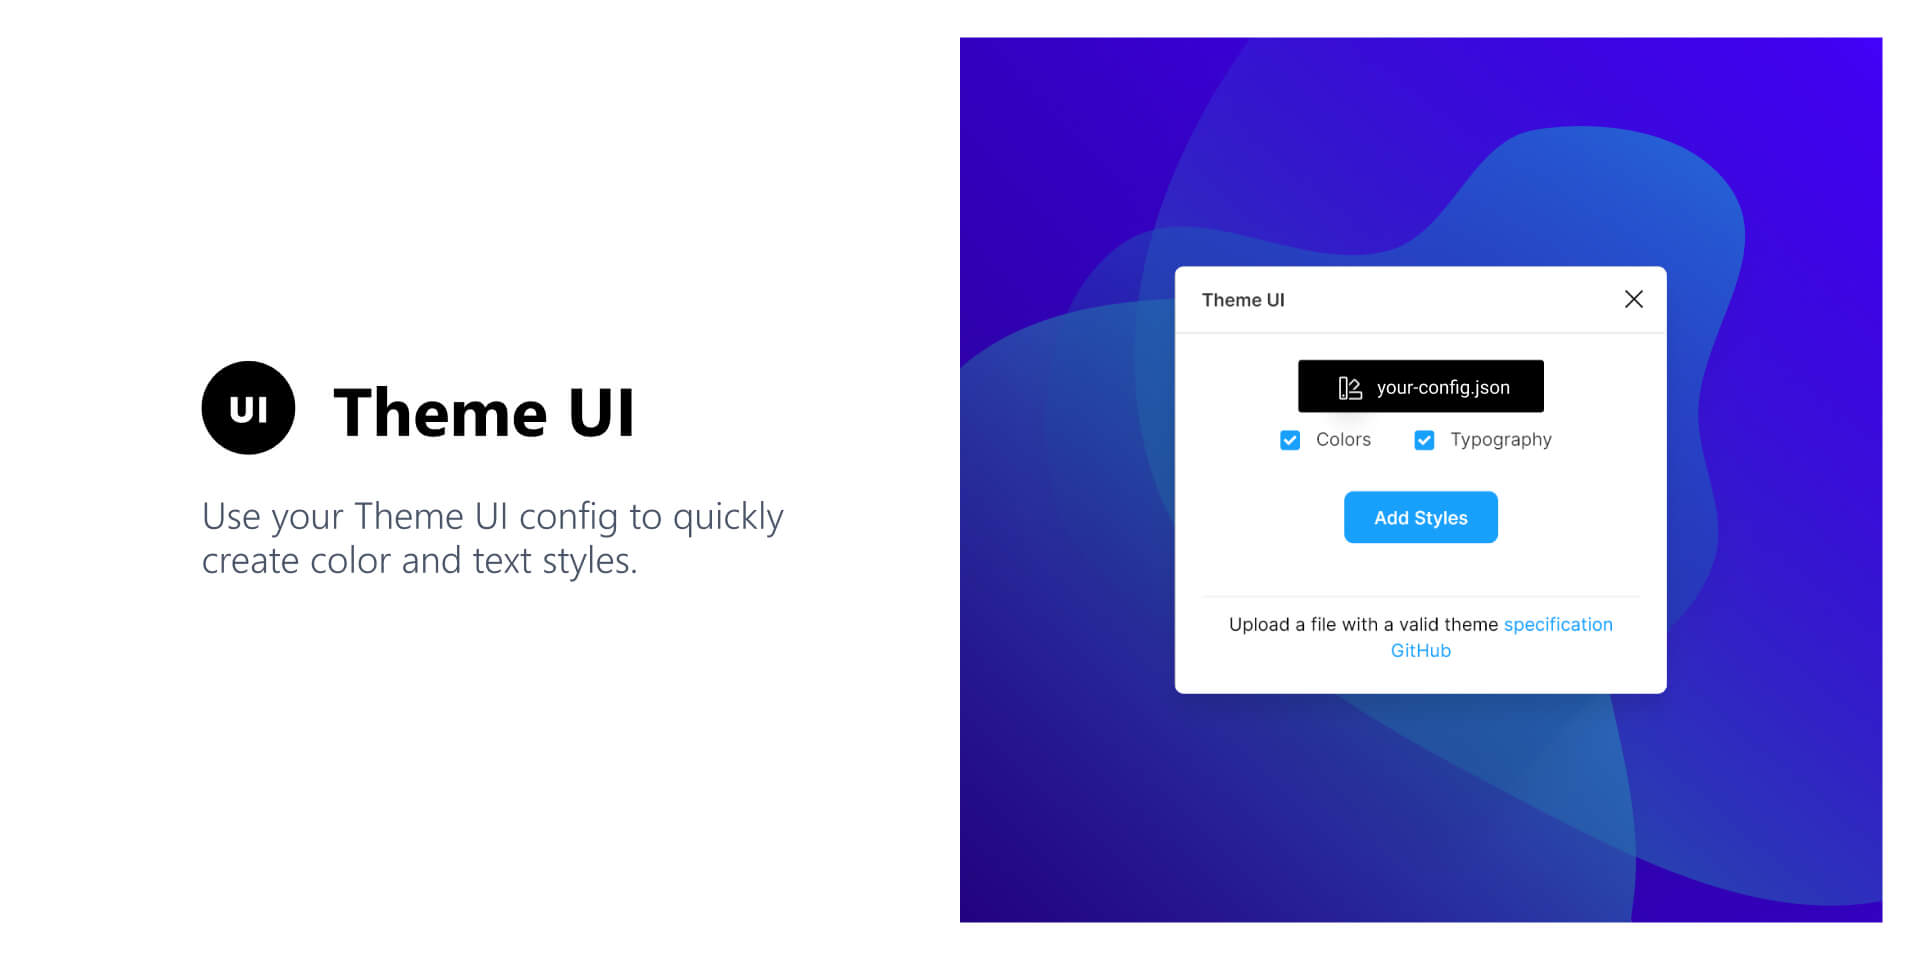 UI
Theme UI
Use your Theme UI config to quickly
create color and text styles.
Theme UI
your-config.json
Colors
Typography
Add Styles
Upload a file with a valid theme specification
GitHub